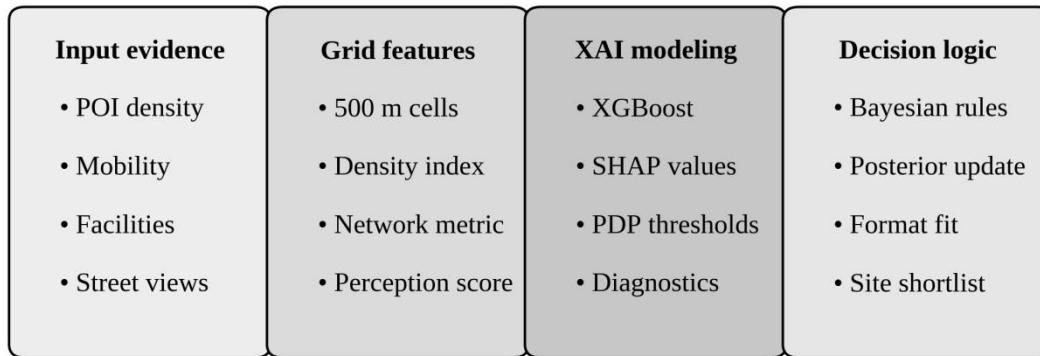 Input evidence
• POI density
• Mobility
• Facilities
• Street views
Grid features
• 500 m cells
• Density index
• Network metric
• Perception score
XAI modeling
• XGBoost
• SHAP values
• PDP thresholds
• Diagnostics
Decision logic
• Bayesian rules
• Posterior update
• Format fit
• Site shortlist